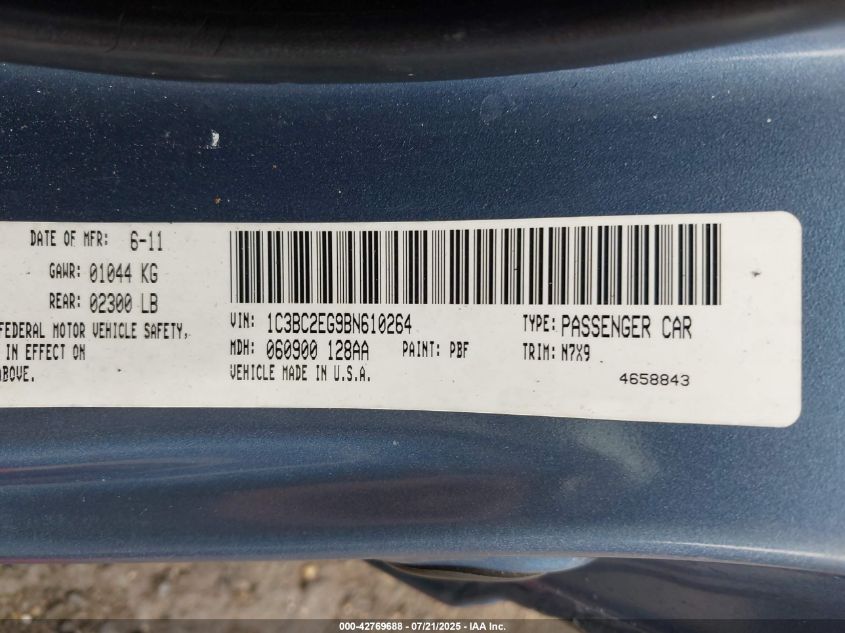 DATE OF MFR: 6-11
GAWR: 01044 KG
REAR: 02300 LB
FEDERAL MOTOR VEHICLE SAFETY,
IN EFFECT ON
ABOVE.
VIN: 1C3BC2EG9BN610264
TYPE: PASSENGER CAR
MDH: 060900 128AA
PAINT: PBF
TRIM: N7X9
VEHICLE MADE IN U.S.A.
4658843
000-42769688 - 07/21/2025 - IAA Inc.